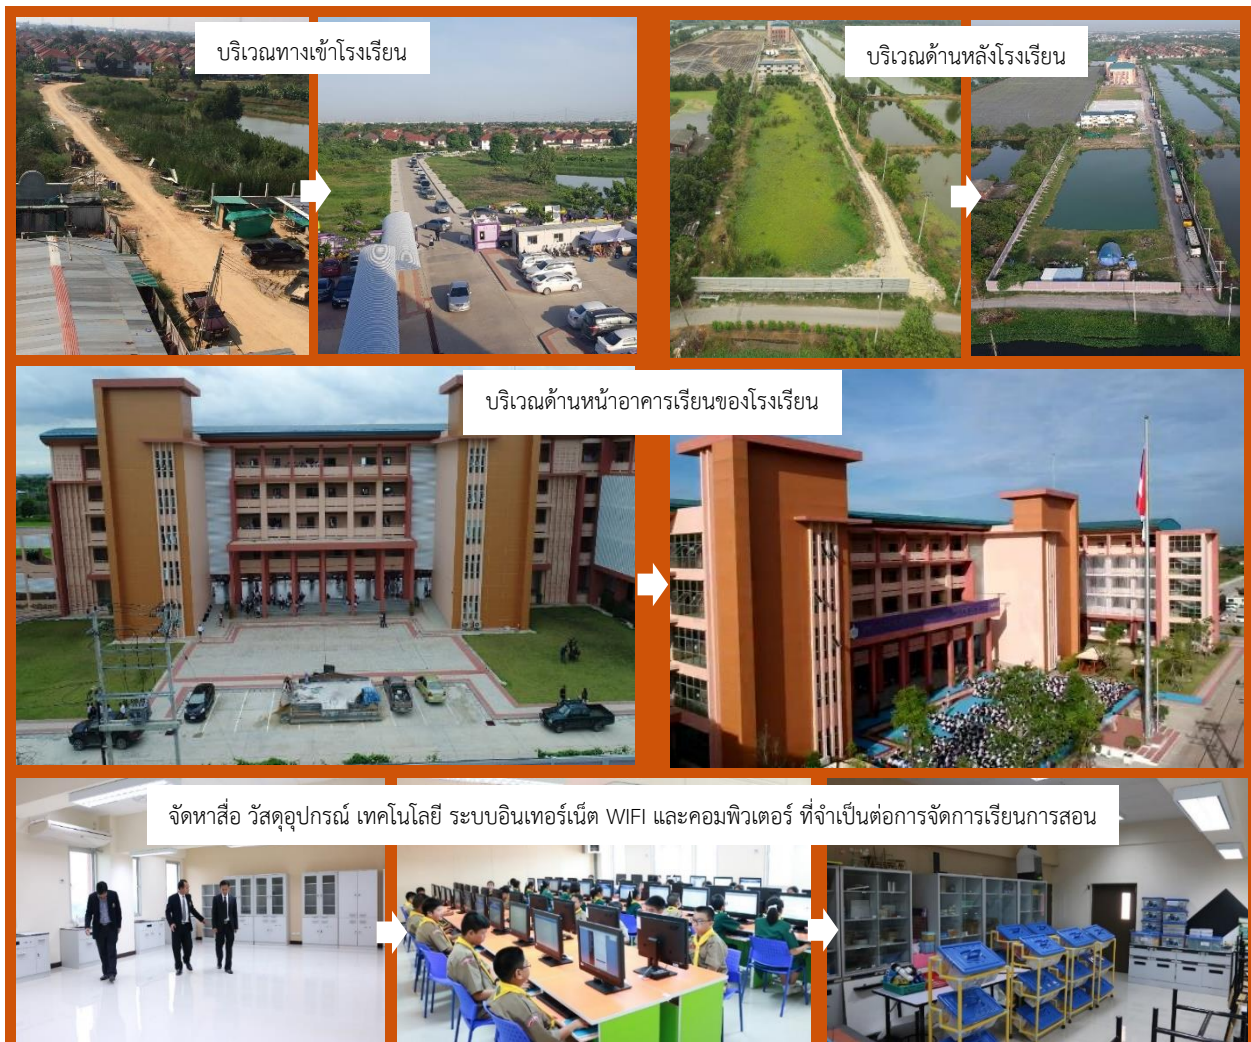 บริเวณทางเข้าโรงเรียน
บริเวณด้านหลังโรงเรียน
บริเวณด้านหน้าอาคารเรียนของโรงเรียน
จัดหาสื่อ วัสดุอุปกรณ์ เทคโนโลยี ระบบอินเทอร์เน็ต WIFI และคอมพิวเตอร์ ที่จำเป็นต่อการจัดการเรียนการสอน